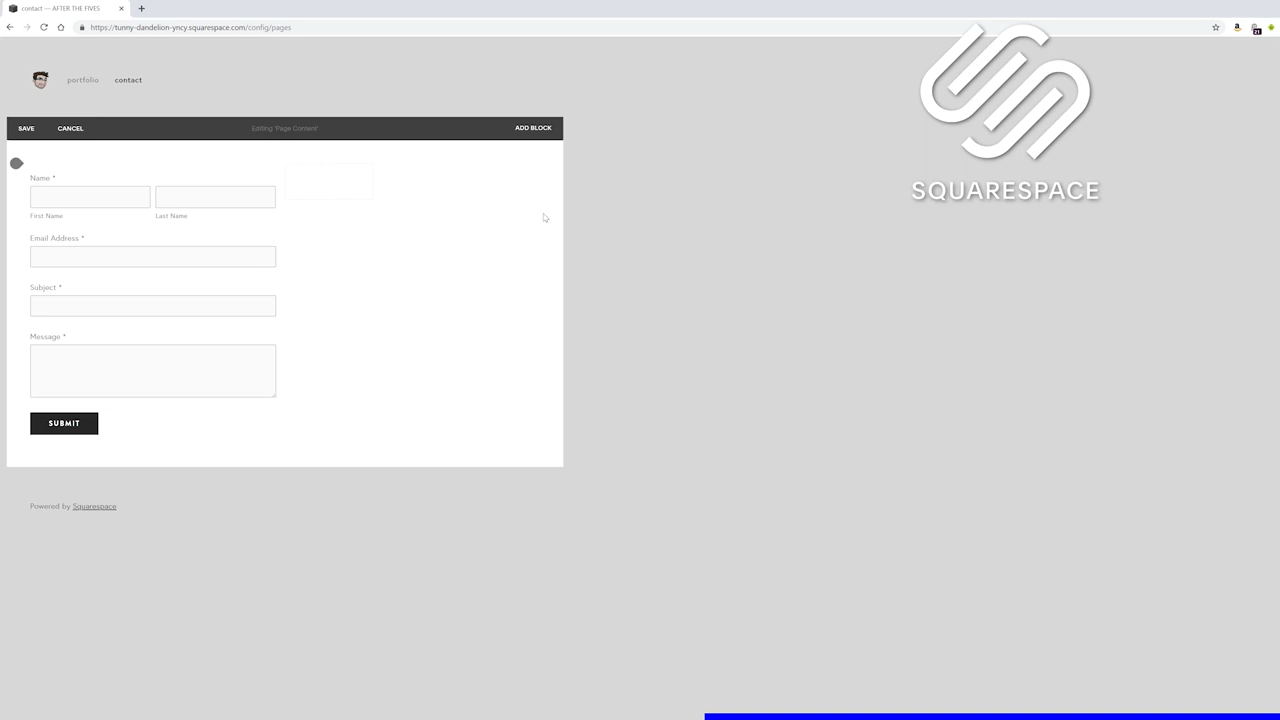 contact — AFTER THE FIVES
https://tunny-dandelion-yncy.squarespace.com/config/pages
21
portfolio contact
SQUARESPACE
SAVE CANCEL Editing 'Page Content' ADD BLOCK
Name *
First Name Last Name
Email Address *
Subject *
Message *
SUBMIT
Powered by Squarespace